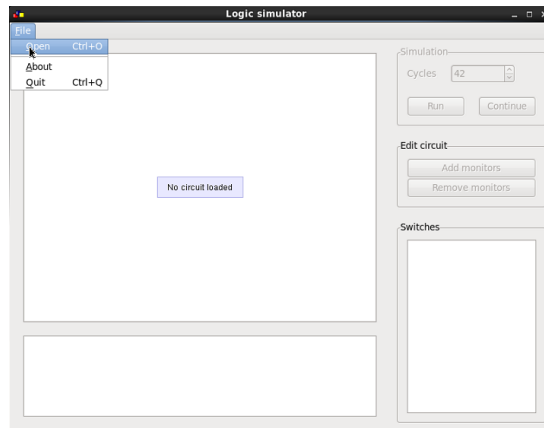 Logic simulator
File
Open Ctrl+O
About
Quit Ctrl+Q
No circuit loaded
Simulation
Cycles 42
Run Continue
Edit circuit
Add monitors
Remove monitors
Switches